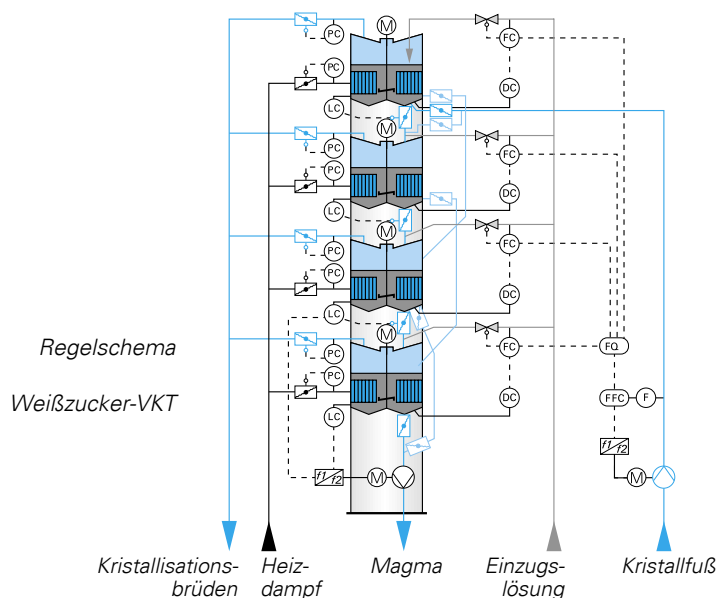 M
PC
FC
PC
DC
LC
M
PC
FC
PC
DC
LC
M
PC
FC
PC
DC
LC
M
PC
FC
FQ
Regelschema
PC
DC
FFC
F
Weißzucker-VKT
LC
f1/f2
f1/f2
M
M
Kristallisations-
brüden
Heiz-
dampf
Magma
Einzugs-
lösung
Kristallfuß